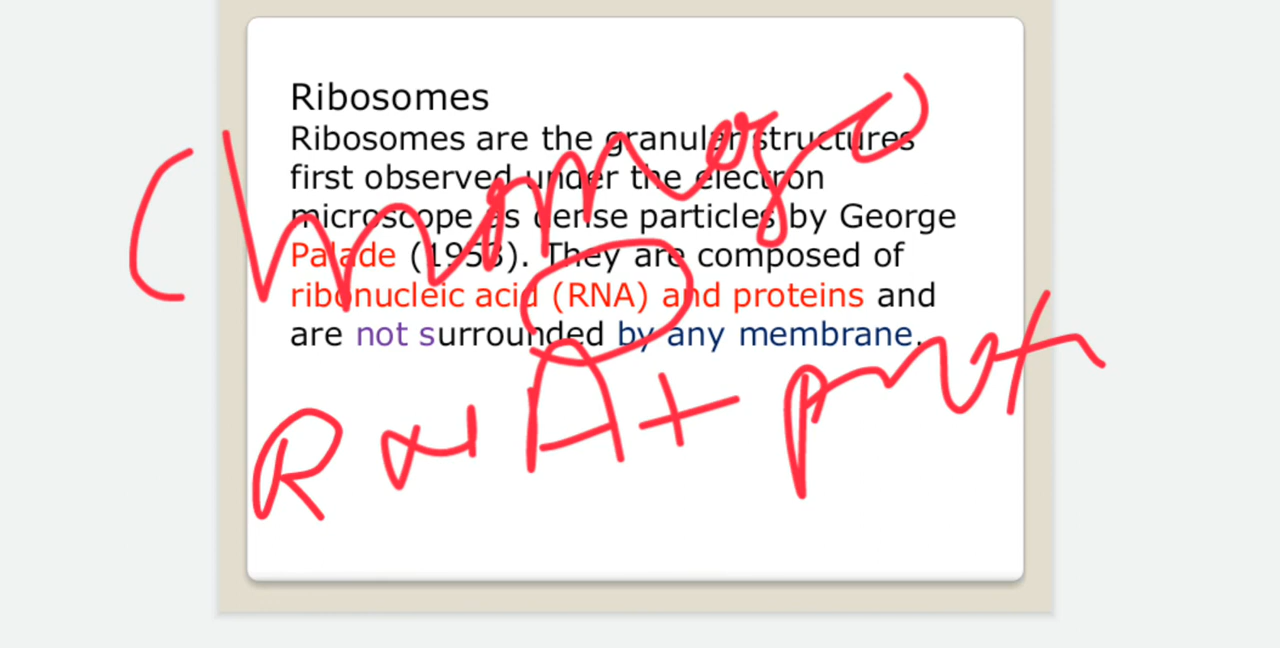 Ribosomes
Ribosomes are the granular structures
first observed under the electron
microscope as dense particles by George
Palade (1953). They are composed of
ribonucleic acid (RNA) and proteins and
are not surrounded by any membrane.
RNA + prot